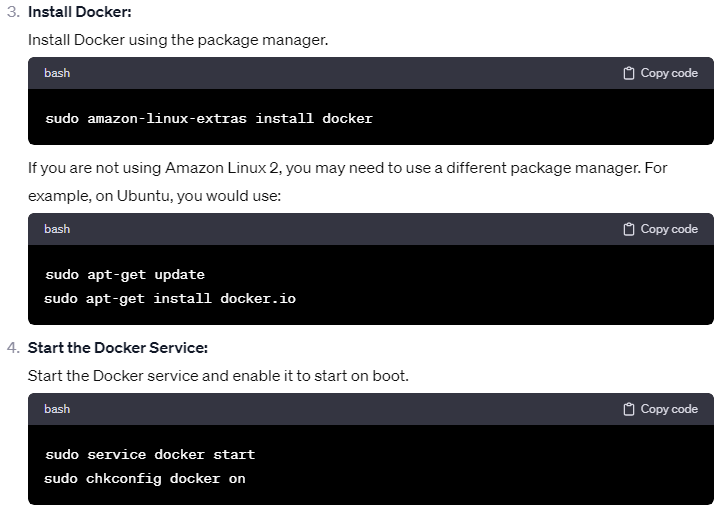 3. Install Docker:
Install Docker using the package manager.
bash Copy code
sudo amazon-linux-extras install docker
If you are not using Amazon Linux 2, you may need to use a different package manager. For
example, on Ubuntu, you would use:
bash Copy code
sudo apt-get update
sudo apt-get install docker.io
4. Start the Docker Service:
Start the Docker service and enable it to start on boot.
bash Copy code
sudo service docker start
sudo chkconfig docker on